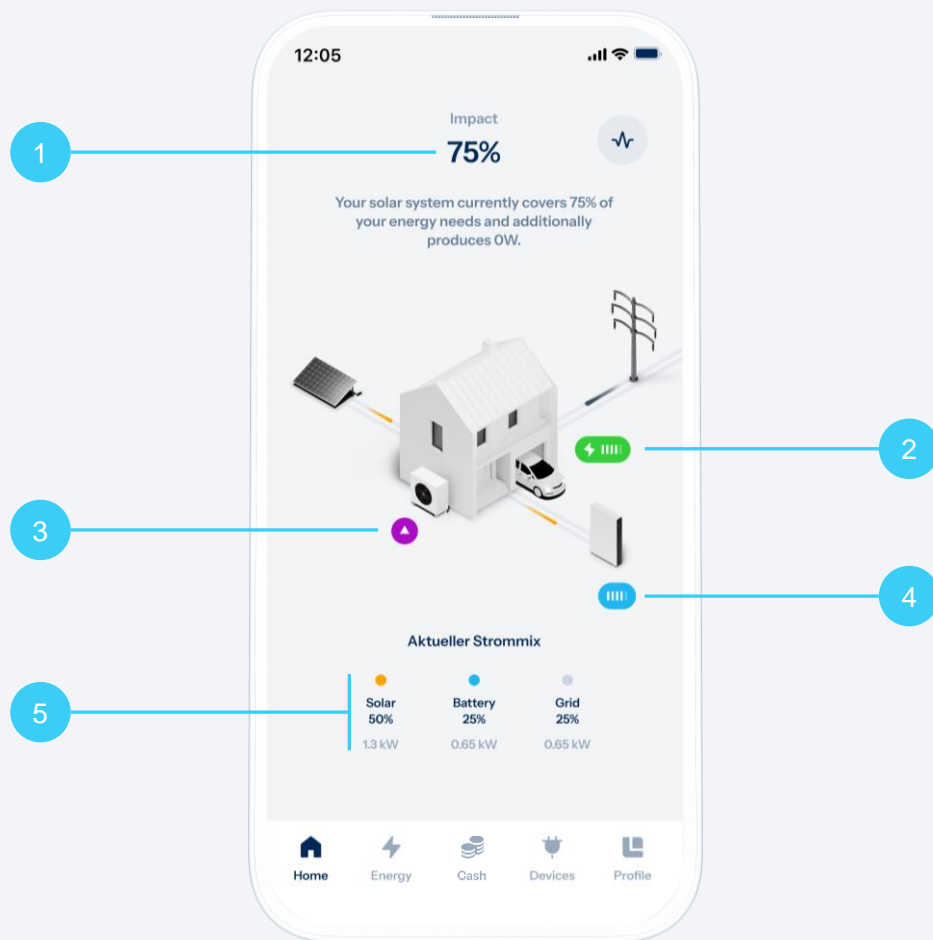 12:05
Impact
1
75%
Your solar system currently covers 75% of
your energy needs and additionally
produces 0W.
2
3
4
Aktueller Strommix
5
Solar
50%
1.3 kW
Battery
25%
0.65 kW
Grid
25%
0.65 kW
Home
Energy
Cash
Devices
Profile